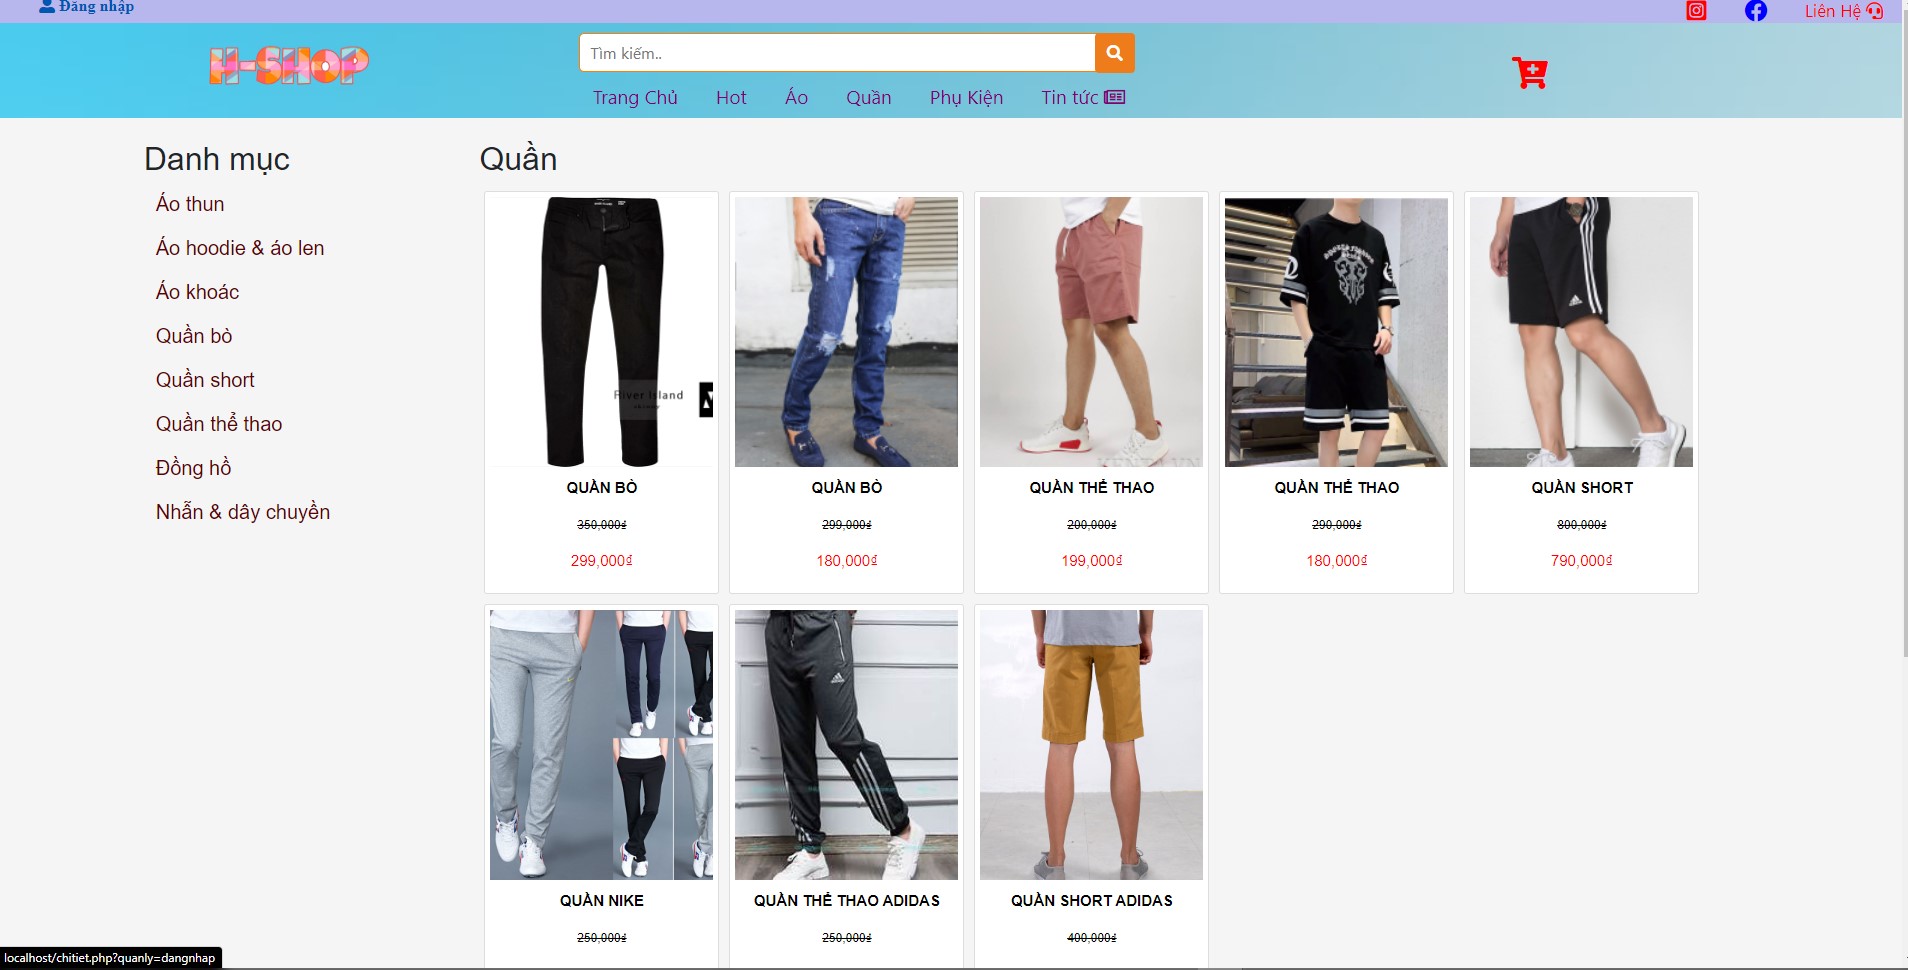 Đăng nhập
Liên Hệ
H-SHOP
Tìm kiếm..
Trang Chủ Hot Áo Quần Phụ Kiện Tin tức
Danh mục
Áo thun
Áo hoodie & áo len
Áo khoác
Quần bò
Quần short
Quần thể thao
Đồng hồ
Nhẫn & dây chuyền
Quần
River Island
QUẦN BÒ
350,000₫
299,000₫
QUẦN BÒ
299,000₫
180,000₫
QUẦN THỂ THAO
200,000₫
199,000₫
QUẦN THỂ THAO
290,000₫
180,000₫
adidas
QUẦN SHORT
800,000₫
790,000₫
QUẦN NIKE
250,000₫
QUẦN THỂ THAO ADIDAS
250,000₫
QUẦN SHORT ADIDAS
400,000₫
localhost/chitiet.php?quanly=dangnhap